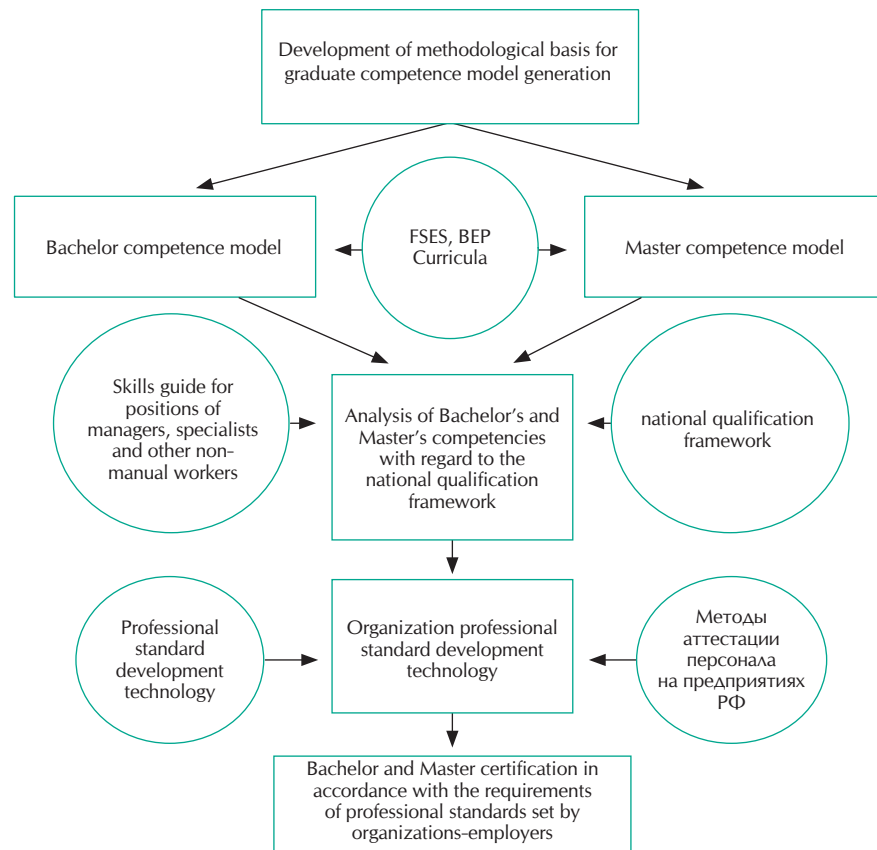 Development of methodological basis for
graduate competence model generation
Bachelor competence model
FSES, BEP
Curricula
Master competence model
Skills guide for
positions of
managers, specialists
and other non-
manual workers
Analysis of Bachelor's and
Master's competencies
with regard to the
national qualification
framework
national qualification
framework
Professional
standard
development
technology
Organization professional
standard development
technology
Методы
аттестации
персонала
на предприятиях
РФ
Bachelor and Master certification in
accordance with the requirements
of professional standards set by
organizations-employers